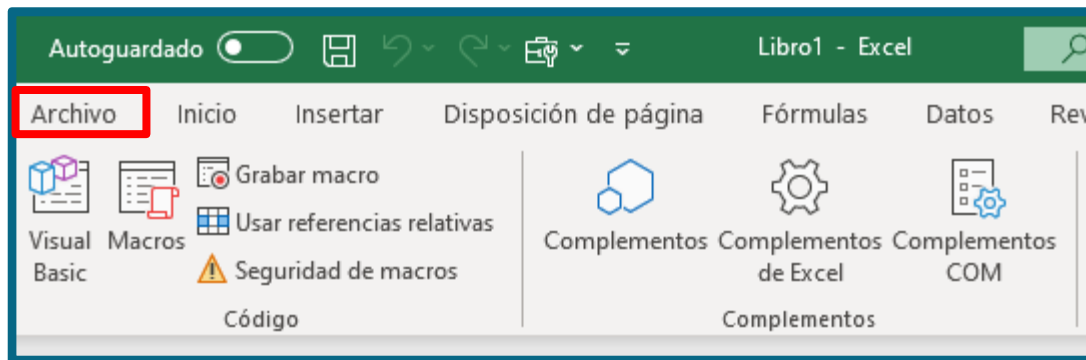 Autoguardado
Libro1 - Excel
Archivo Inicio Insertar Disposición de página Fórmulas Datos Rev
Grabar macro
Usar referencias relativas
Seguridad de macros
Visual Basic
Macros
Complementos
Complementos de Excel
Complementos COM
Código
Complementos